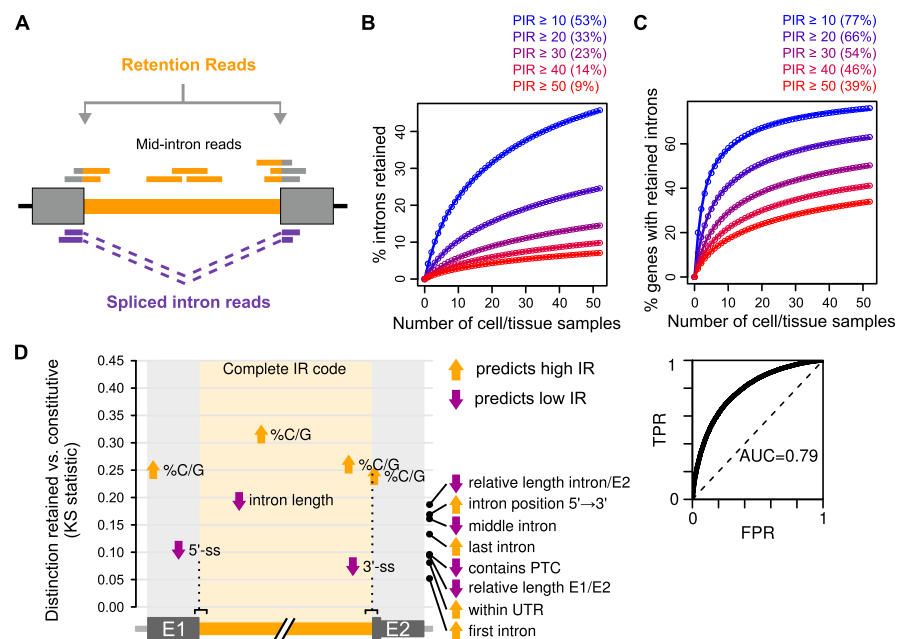 A
Retention Reads
Mid-intron reads
Spliced intron reads
B
PIR ≥ 10 (53%)
PIR ≥ 20 (33%)
PIR ≥ 30 (23%)
PIR ≥ 40 (14%)
PIR ≥ 50 (9%)
% introns retained
40
30
20
10
0
0 10 20 30 40 50
Number of cell/tissue samples
C
PIR ≥ 10 (77%)
PIR ≥ 20 (66%)
PIR ≥ 30 (54%)
PIR ≥ 40 (46%)
PIR ≥ 50 (39%)
% genes with retained introns
60
40
20
0
0 10 20 30 40 50
Number of cell/tissue samples
D
Distinction retained vs. constitutive
(KS statistic)
0.45
0.40
0.35
0.30
0.25
0.20
0.15
0.10
0.05
0.00
Complete IR code
%C/G
%C/G
%C/G
%C/G
intron length
5'-ss
3'-ss
E1
E2
predicts high IR
predicts low IR
relative length intron/E2
intron position 5'→3'
middle intron
last intron
contains PTC
relative length E1/E2
within UTR
first intron
1
TPR
0
AUC=0.79
0 1
FPR